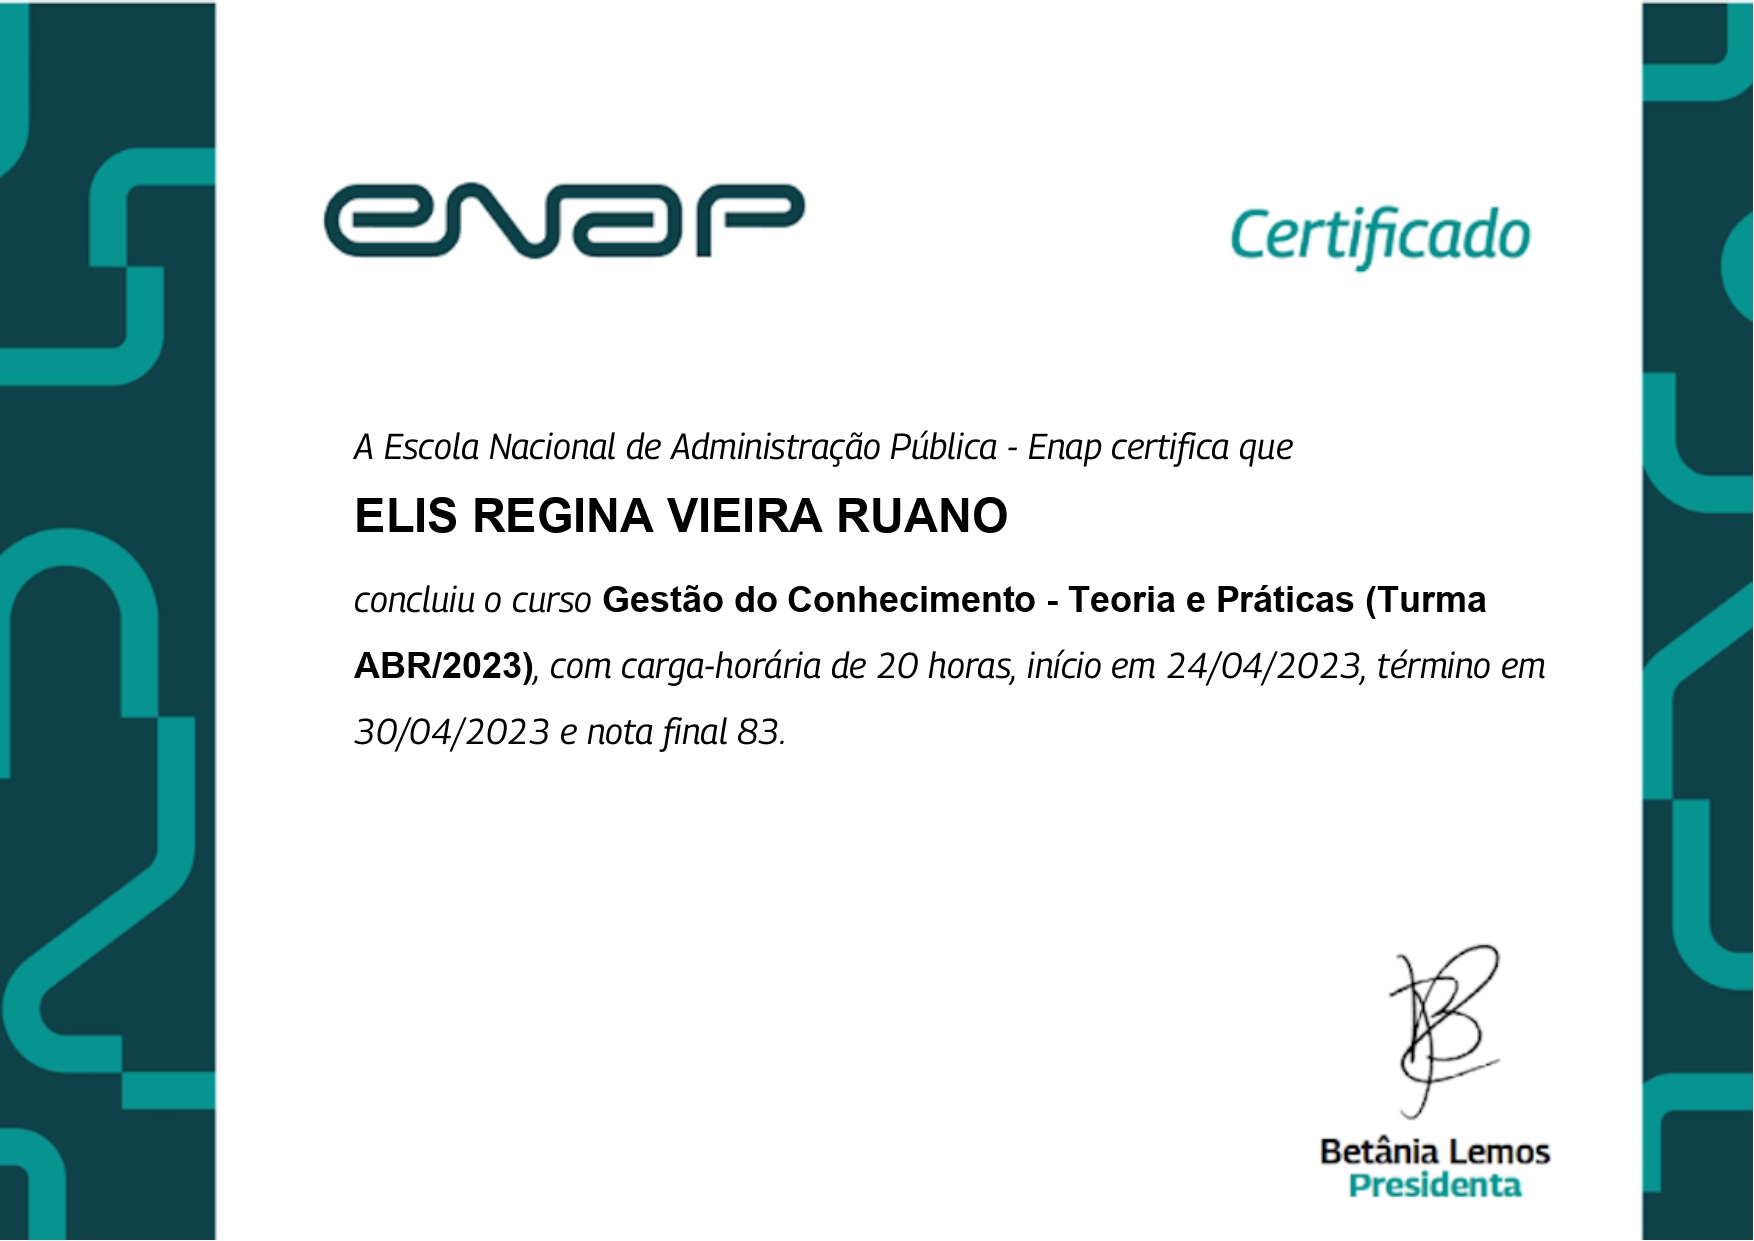 enap
Certificado
A Escola Nacional de Administração Pública - Enap certifica que
ELIS REGINA VIEIRA RUANO
concluiu o curso Gestão do Conhecimento - Teoria e Práticas (Turma
ABR/2023), com carga-horária de 20 horas, início em 24/04/2023, término em
30/04/2023 e nota final 83.
Betânia Lemos
Presidenta